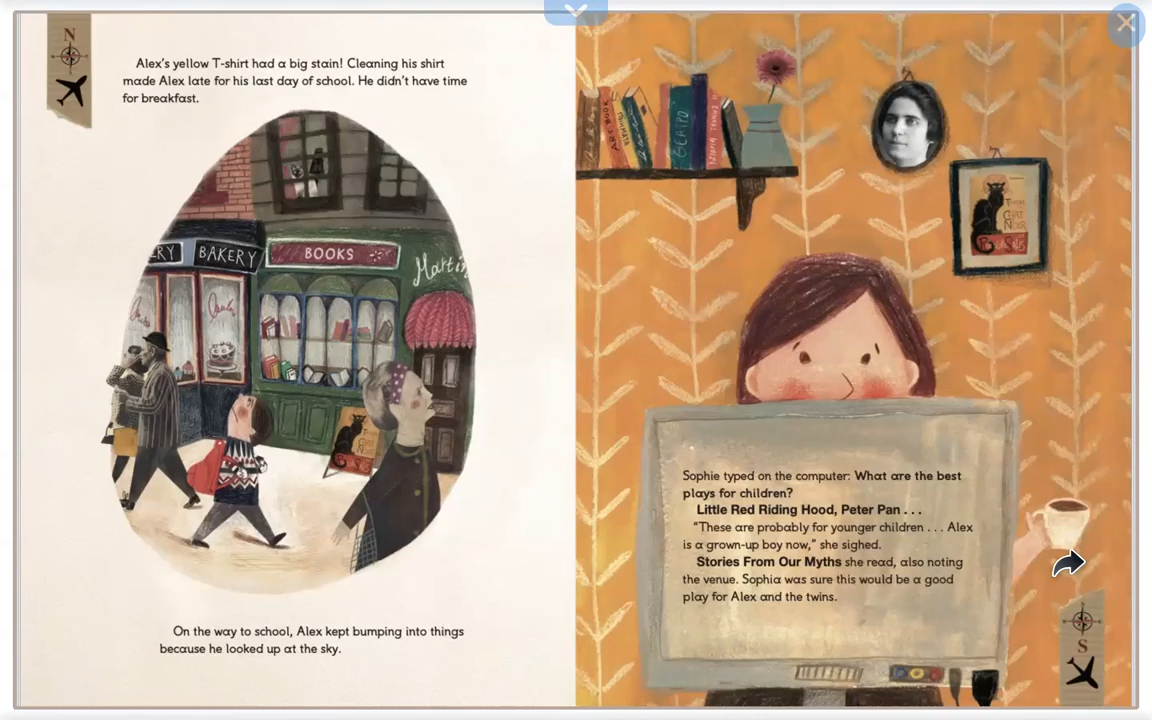 N
Alex's yellow T-shirt had a big stain! Cleaning his shirt
made Alex late for his last day of school. He didn't have time
for breakfast.
BAKERY
BOOKS
On the way to school, Alex kept bumping into things
because he looked up at the sky.
ART BOOK
ΘΕΑΤΡΟ
CHAT
NOIR
Sophie typed on the computer: What are the best
plays for children?
Little Red Riding Hood, Peter Pan . . .
“These are probably for younger children . . . Alex
is a grown-up boy now,” she sighed.
Stories From Our Myths she read, also noting
the venue. Sophia was sure this would be a good
play for Alex and the twins.
S